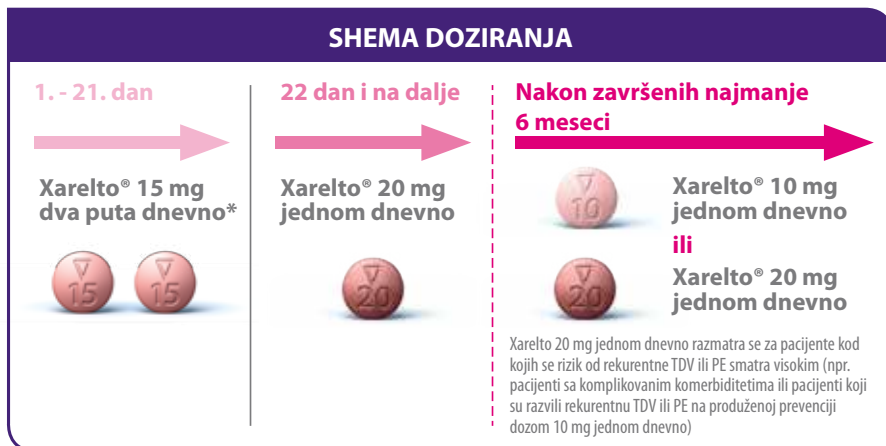 SHEMA DOZIRANJA
1. - 21. dan
Xarelto® 15 mg
dva puta dnevno*
15
15
22 dan i na dalje
Xarelto® 20 mg
jednom dnevno
20
Nakon završenih najmanje
6 meseci
10
Xarelto® 10 mg
jednom dnevno
ili
20
Xarelto® 20 mg
jednom dnevno
Xarelto 20 mg jednom dnevno razmatra se za pacijente kod
kojih se rizik od rekurentne TDV ili PE smatra visokim (npr.
pacijenti sa komplikovanim komerbiditetima ili pacijenti koji
su razvili rekurentnu TDV ili PE na produženoj prevenciji
dozom 10 mg jednom dnevno)